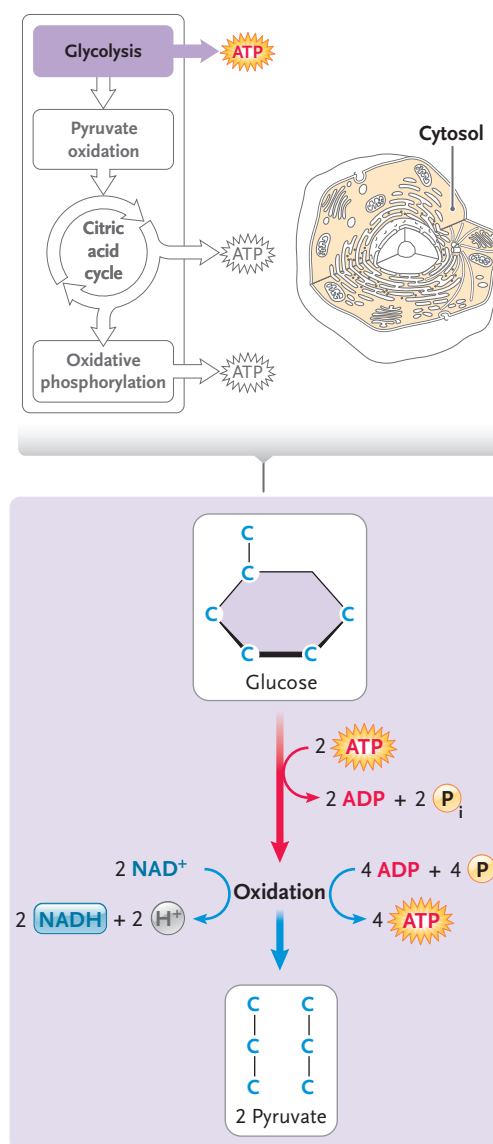 Glycolysis
ATP
Pyruvate
oxidation
Cytosol
Citric
acid
cycle
ATP
Oxidative
phosphorylation
ATP
C
C
C
C
C
C
Glucose
2 ATP
2 ADP + 2 Pi
2 NAD⁺
4 ADP + 4 P
Oxidation
2 NADH + 2 H⁺
4 ATP
C C
C C
C C
2 Pyruvate